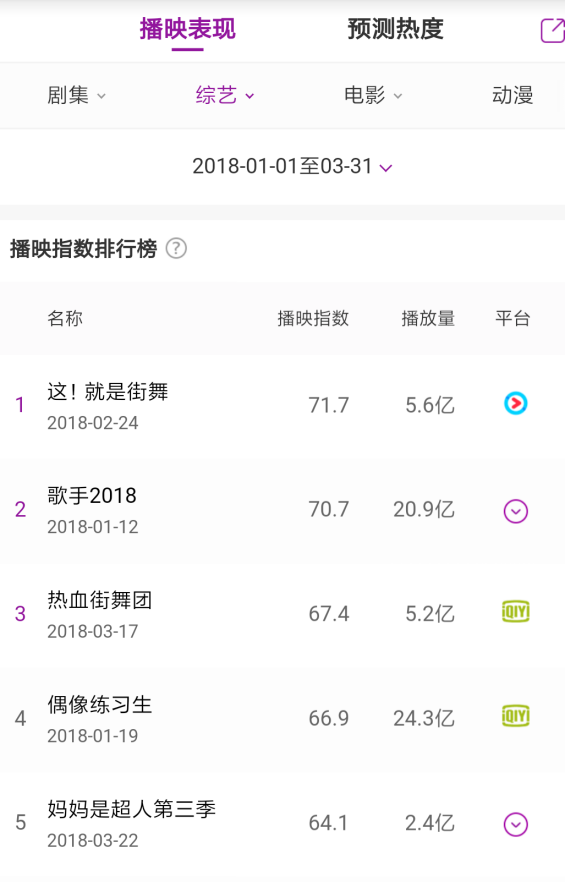 播映表现 预测热度
剧集 综艺 电影 动漫
2018-01-01至03-31
播映指数排行榜 ?
名称 播映指数 播放量 平台
1 这！就是街舞 71.7 5.6亿
2018-02-24
2 歌手2018 70.7 20.9亿
2018-01-12
3 热血街舞团 67.4 5.2亿 iQIYI
2018-03-17
4 偶像练习生 66.9 24.3亿 iQIYI
2018-01-19
5 妈妈是超人第三季 64.1 2.4亿
2018-03-22